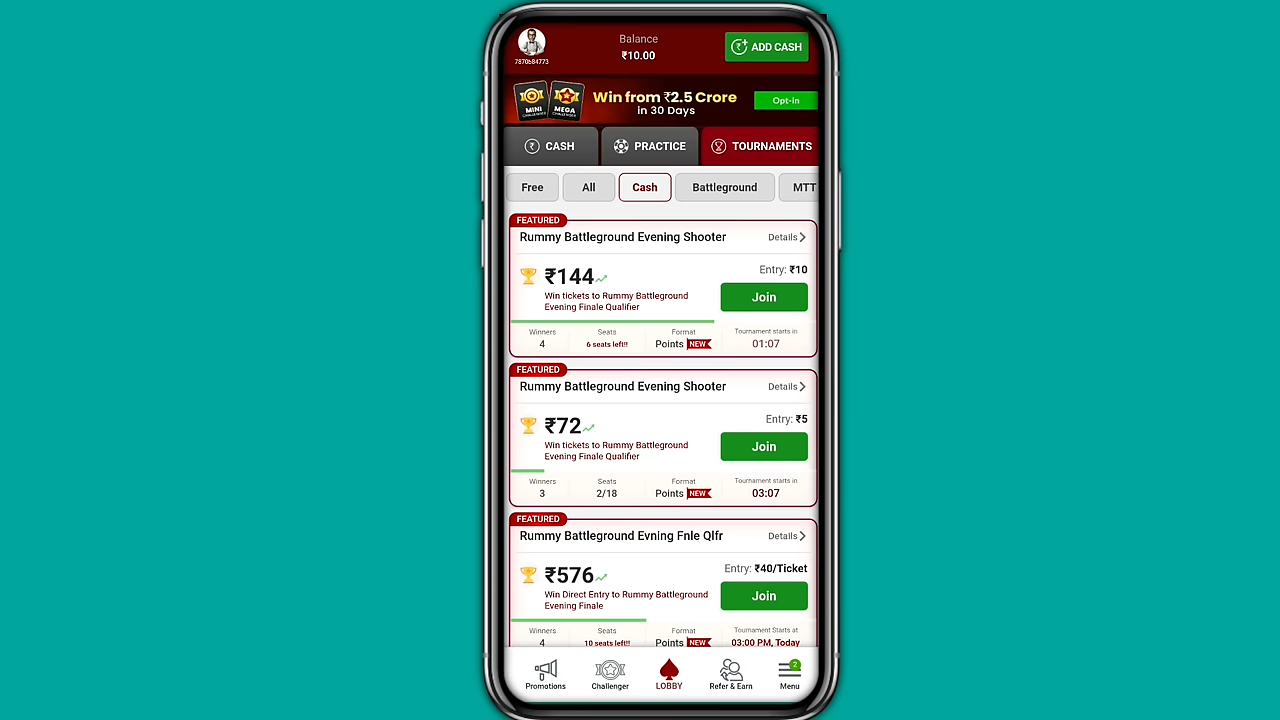 Balance
₹10.00
ADD CASH
MINI
CHALLENGER
MEGA
CHALLENGER
Win from ₹2.5 Crore
in 30 Days
Opt-in
CASH
PRACTICE
TOURNAMENTS
Free
All
Cash
Battleground
MTT
FEATURED
Rummy Battleground Evening Shooter
Details
₹144
Entry: ₹10
Win tickets to Rummy Battleground
Evening Finale Qualifier
Join
Winners
4
Seats
6 seats left!!
Format
Points NEW
Tournament starts in
01:07
FEATURED
Rummy Battleground Evening Shooter
Details
₹72
Entry: ₹5
Win tickets to Rummy Battleground
Evening Finale Qualifier
Join
Winners
3
Seats
2/18
Format
Points NEW
Tournament starts in
03:07
FEATURED
Rummy Battleground Evning Fnle Qlfr
Details
₹576
Entry: ₹40/Ticket
Win Direct Entry to Rummy Battleground
Evening Finale
Join
Winners
4
Seats
10 seats left!!
Format
Points NEW
Tournament Starts at
03:00 PM, Today
Promotions
Challenger
LOBBY
Refer & Earn
2
Menu